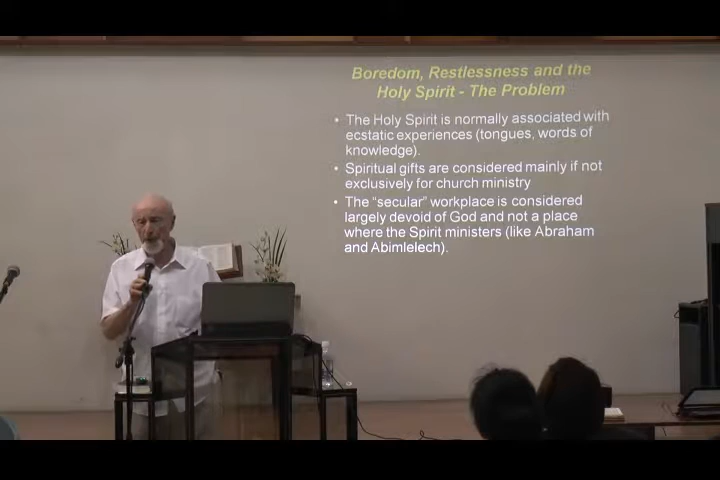 Boredom, Restlessness and the
Holy Spirit - The Problem
• The Holy Spirit is normally associated with
ecstatic experiences (tongues, words of
knowledge).
• Spiritual gifts are considered mainly if not
exclusively for church ministry
• The “secular” workplace is considered
largely devoid of God and not a place
where the Spirit ministers (like Abraham
and Abimlelech).